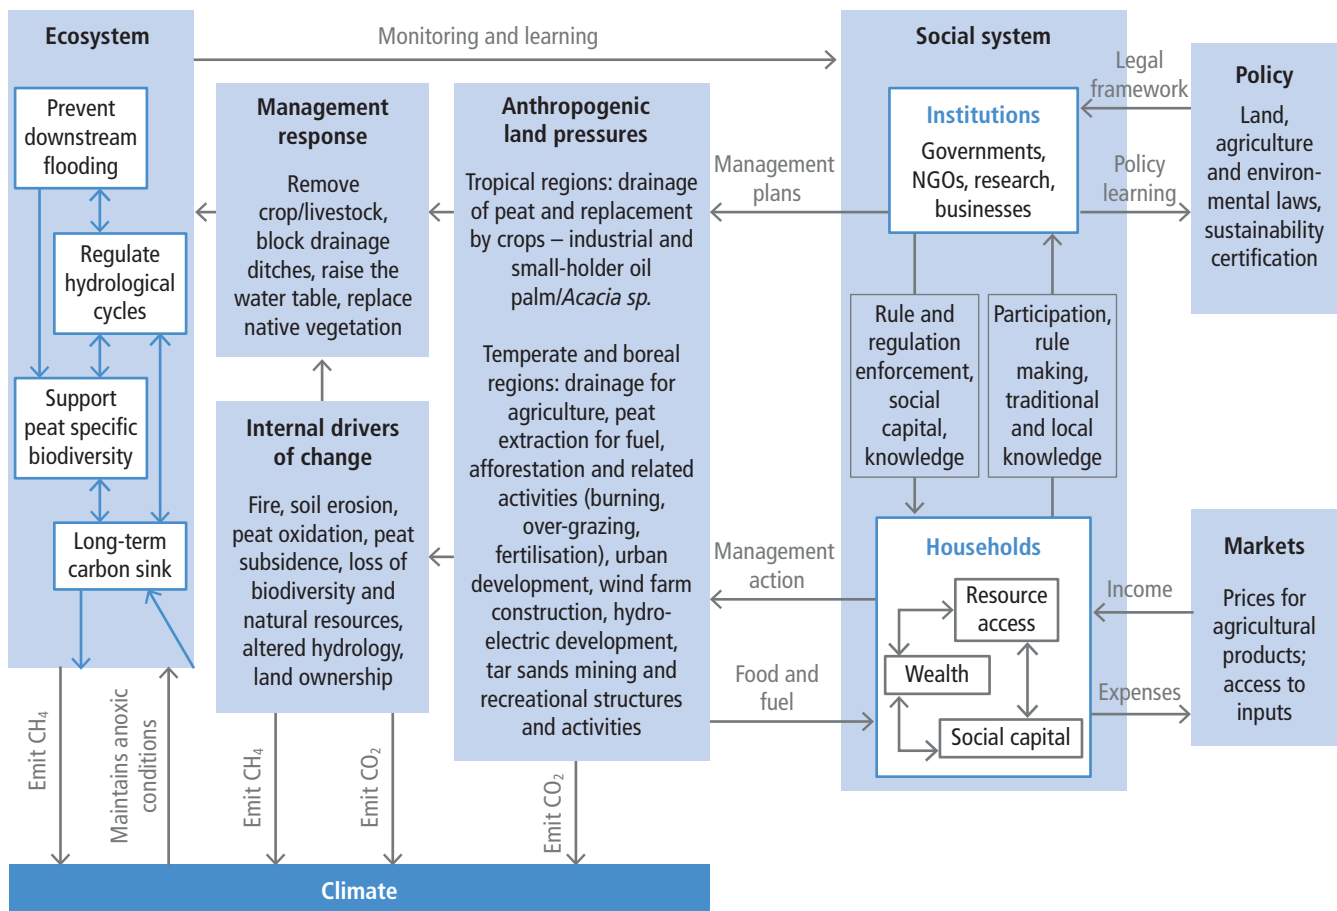 Ecosystem
Prevent
downstream
flooding
Regulate
hydrological
cycles
Support
peat specific
biodiversity
Long-term
carbon sink
Monitoring and learning
Management
response
Remove
crop/livestock,
block drainage
ditches, raise the
water table, replace
native vegetation
Internal drivers
of change
Fire, soil erosion,
peat oxidation, peat
subsidence, loss of
biodiversity and
natural resources,
altered hydrology,
land ownership
Anthropogenic
land pressures
Tropical regions: drainage
of peat and replacement
by crops – industrial and
small-holder oil
palm/Acacia sp.
Temperate and boreal
regions: drainage for
agriculture, peat
extraction for fuel,
afforestation and related
activities (burning,
over-grazing,
fertilisation), urban
development, wind farm
construction, hydro-
electric development,
tar sands mining and
recreational structures
and activities
Management
plans
Management
action
Food and
fuel
Social system
Institutions
Governments,
NGOs, research,
businesses
Rule and
regulation
enforcement,
social
capital,
knowledge
Participation,
rule
making,
traditional
and local
knowledge
Households
Resource
access
Wealth
Social capital
Legal
framework
Policy
learning
Policy
Land,
agriculture
and environ-
mental laws,
sustainability
certification
Income
Expenses
Markets
Prices for
agricultural
products;
access to
inputs
Emit CH₄
Maintains anoxic
conditions
Emit CH₄
Emit CO₂
Emit CO₂
Climate